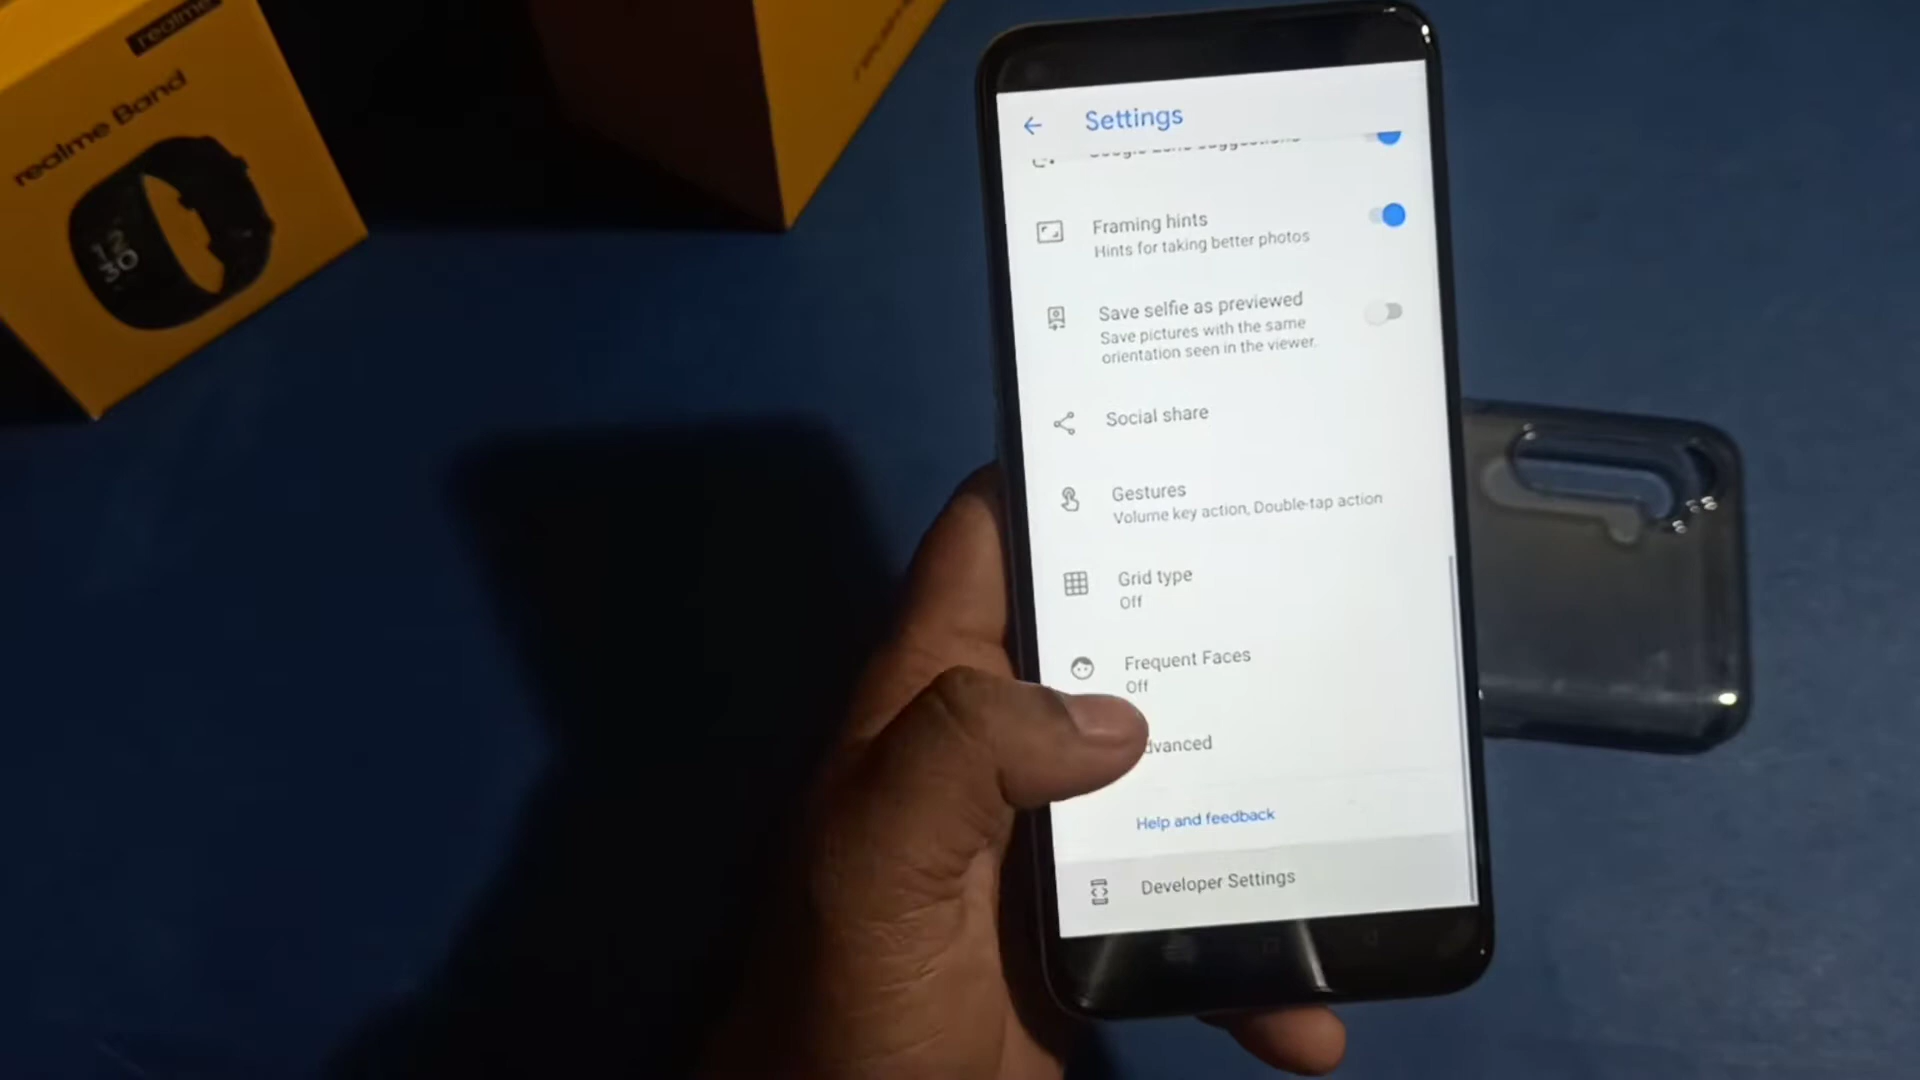 realme
realme Band
12
30
Settings
Framing hints
Hints for taking better photos
Save selfie as previewed
Save pictures with the same
orientation seen in the viewer.
Social share
Gestures
Volume key action, Double-tap action
Grid type
Off
Frequent Faces
Off
dvanced
Help and feedback
Developer Settings